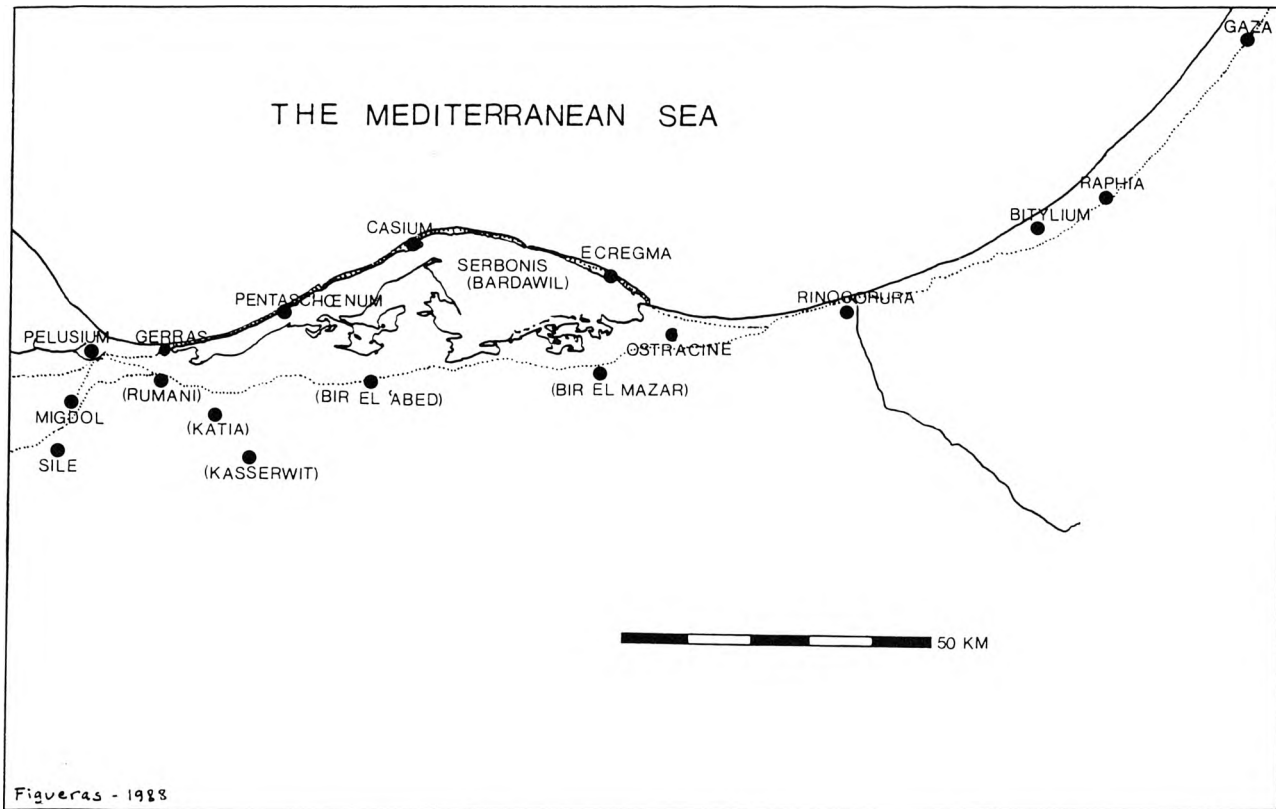 GAZA
THE MEDITERRANEAN SEA
RAPHIA
BITYLIUM
CASIUM
ECREGMA
SERBONIS
(BARDAWIL)
PENTASCHŒNUM
RINOCORURA
PELUSIUM
GERRAS
OSTRACINE
(RUMANI)
(BIR EL 'ABED)
(BIR EL MAZAR)
MIGDOL
(KATIA)
SILE
(KASSERWIT)
50 KM
Figueras - 1988